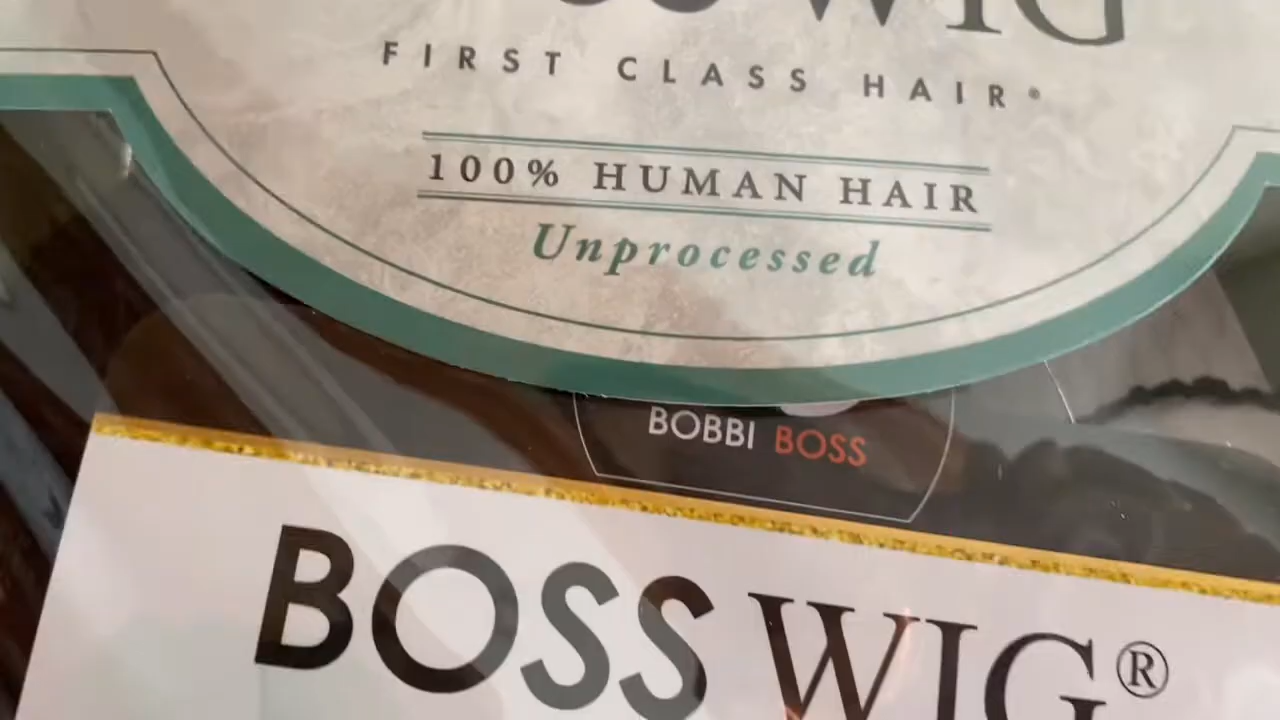 WIG
FIRST CLASS HAIR®
100% HUMAN HAIR
Unprocessed
BOBBI BOSS
BOSS WIG®